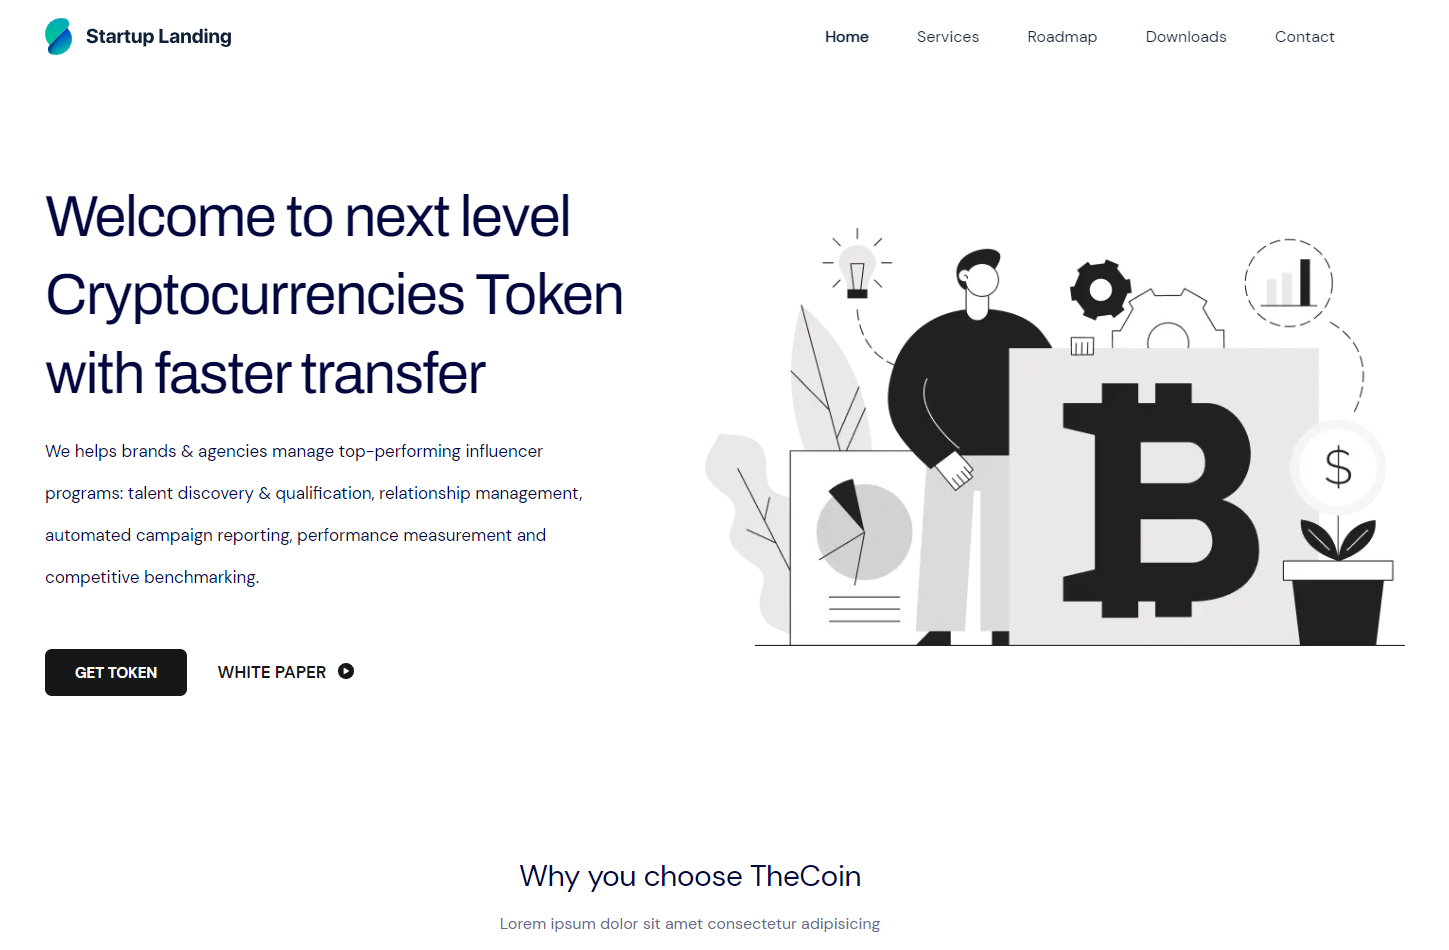 Startup Landing
Home Services Roadmap Downloads Contact
Welcome to next level
Cryptocurrencies Token
with faster transfer
We helps brands & agencies manage top-performing influencer
programs: talent discovery & qualification, relationship management,
automated campaign reporting, performance measurement and
competitive benchmarking.
GET TOKEN WHITE PAPER
$
Why you choose TheCoin
Lorem ipsum dolor sit amet consectetur adipisicing